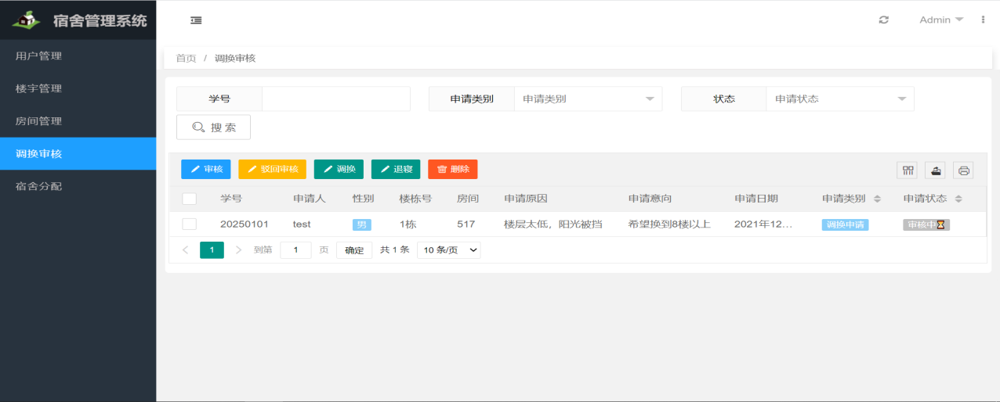 宿舍管理系统
Admin
用户管理
楼宇管理
房间管理
调换审核
宿舍分配
首页 / 调换审核
学号 申请类别 申请类别 状态 申请状态
搜索
审核 驳回审核 调换 退寝 删除
学号 申请人 性别 楼栋号 房间 申请原因 申请意向 申请日期 申请类别 申请状态
20250101 test 男 1栋 517 楼层太低，阳光被挡 希望换到8楼以上 2021年12... 调换申请 审核中
1 到第 1 页 确定 共 1 条 10 条/页